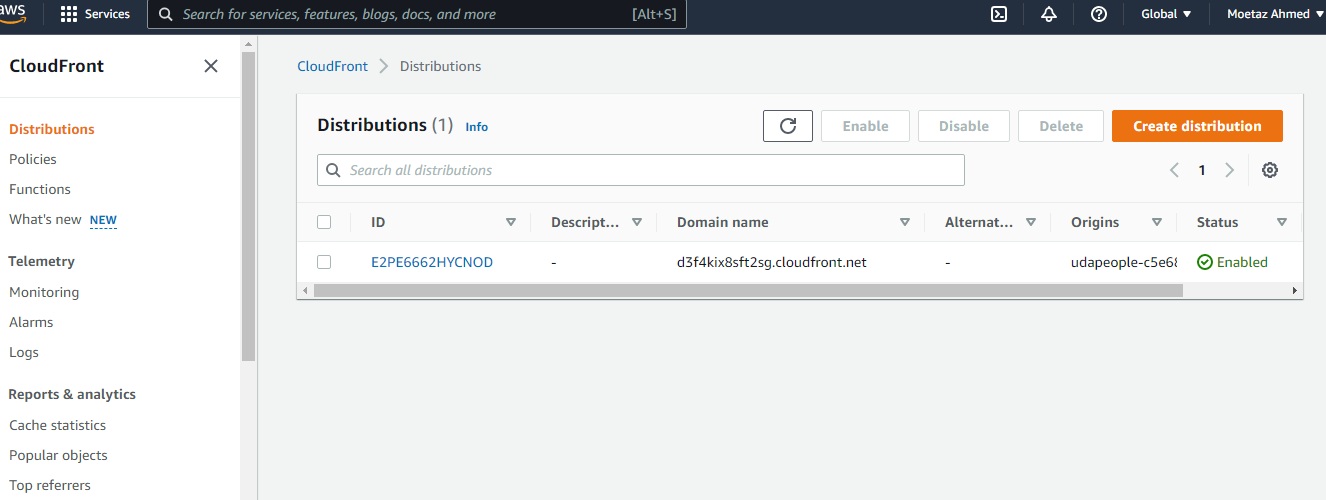 aws
Services
Search for services, features, blogs, docs, and more [Alt+S]
Global
Moetaz Ahmed
CloudFront
Distributions
Policies
Functions
What's new NEW
Telemetry
Monitoring
Alarms
Logs
Reports & analytics
Cache statistics
Popular objects
Top referrers
CloudFront > Distributions
Distributions (1) Info
Enable
Disable
Delete
Create distribution
Search all distributions
1
ID Descript... Domain name Alternat... Origins Status
E2PE6662HYCNOD - d3f4kix8sft2sg.cloudfront.net - udapeople-c5e68 Enabled